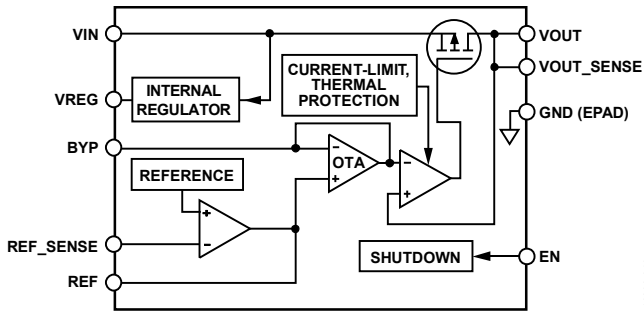 VIN
VOUT
CURRENT-LIMIT,
THERMAL
PROTECTION
VOUT_SENSE
VREG
INTERNAL
REGULATOR
GND (EPAD)
BYP
–
OTA
+
–
+
REFERENCE
+
–
REF_SENSE
SHUTDOWN
EN
REF